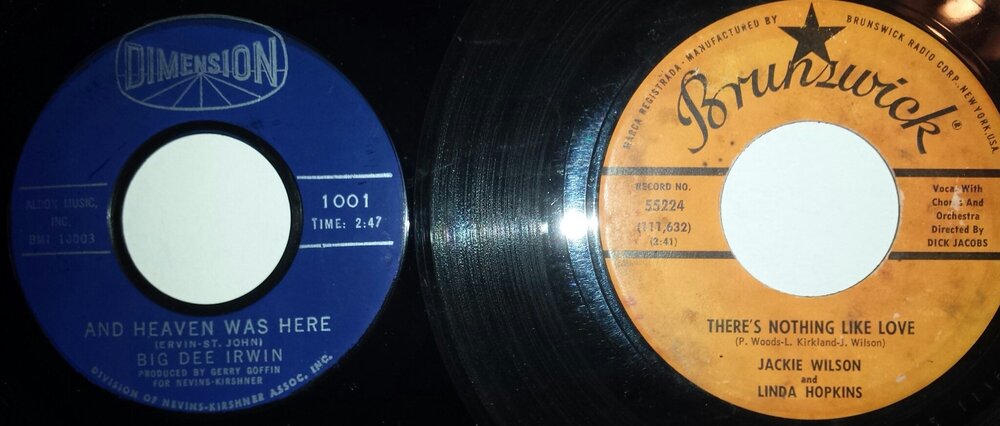 DIMENSION
ALDON MUSIC,
INC.
BMI 10003
1001
TIME: 2:47
AND HEAVEN WAS HERE
(ERVIN-ST. JOHN)
BIG DEE IRWIN
PRODUCED BY GERRY GOFFIN
FOR NEVINS-KIRSHNER
DIVISION OF NEVINS-KIRSHNER ASSOC. INC.
MARCA REGISTRADA · MANUFACTURED BY BRUNSWICK RADIO CORP. NEW YORK, U.S.A.
Brunswick®
RECORD NO.
55224
(111,632)
(2:41)
Vocal With
Chorus And
Orchestra
Directed By
DICK JACOBS
THERE'S NOTHING LIKE LOVE
(P. Woods-L. Kirkland-J. Wilson)
JACKIE WILSON
and
LINDA HOPKINS